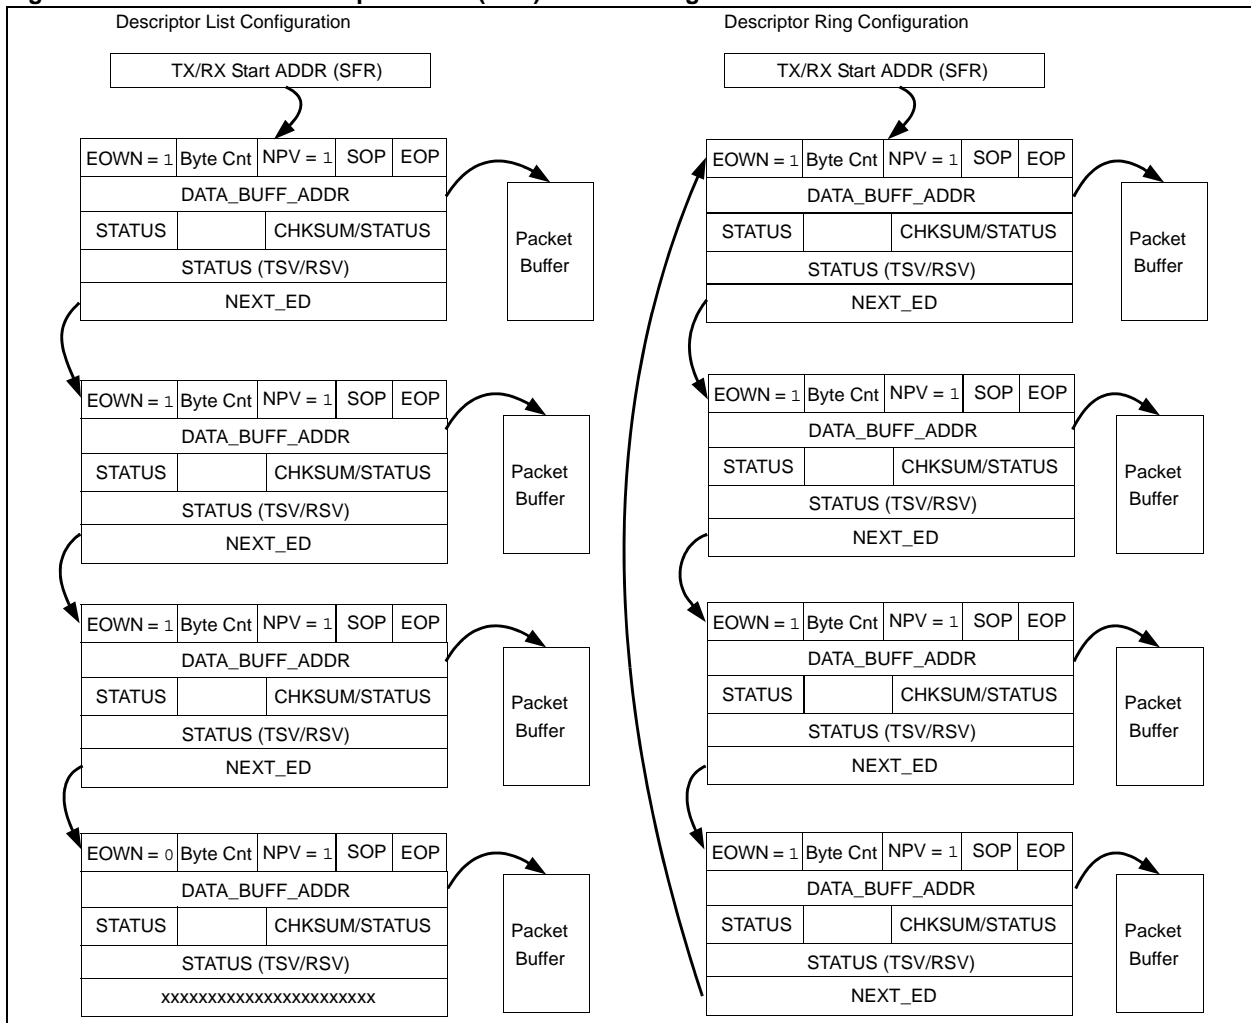 Descriptor List Configuration
TX/RX Start ADDR (SFR)
EOWN = 1 Byte Cnt NPV = 1 SOP EOP
DATA_BUFF_ADDR
STATUS CHKSUM/STATUS
STATUS (TSV/RSV)
NEXT_ED
Packet
Buffer
EOWN = 1 Byte Cnt NPV = 1 SOP EOP
DATA_BUFF_ADDR
STATUS CHKSUM/STATUS
STATUS (TSV/RSV)
NEXT_ED
Packet
Buffer
EOWN = 1 Byte Cnt NPV = 1 SOP EOP
DATA_BUFF_ADDR
STATUS CHKSUM/STATUS
STATUS (TSV/RSV)
NEXT_ED
Packet
Buffer
EOWN = 0 Byte Cnt NPV = 1 SOP EOP
DATA_BUFF_ADDR
STATUS CHKSUM/STATUS
STATUS (TSV/RSV)
xxxxxxxxxxxxxxxxxxxxxxx
Packet
Buffer
Descriptor Ring Configuration
TX/RX Start ADDR (SFR)
EOWN = 1 Byte Cnt NPV = 1 SOP EOP
DATA_BUFF_ADDR
STATUS CHKSUM/STATUS
STATUS (TSV/RSV)
NEXT_ED
Packet
Buffer
EOWN = 1 Byte Cnt NPV = 1 SOP EOP
DATA_BUFF_ADDR
STATUS CHKSUM/STATUS
STATUS (TSV/RSV)
NEXT_ED
Packet
Buffer
EOWN = 1 Byte Cnt NPV = 1 SOP EOP
DATA_BUFF_ADDR
STATUS CHKSUM/STATUS
STATUS (TSV/RSV)
NEXT_ED
Packet
Buffer
EOWN = 1 Byte Cnt NPV = 1 SOP EOP
DATA_BUFF_ADDR
STATUS CHKSUM/STATUS
STATUS (TSV/RSV)
NEXT_ED
Packet
Buffer